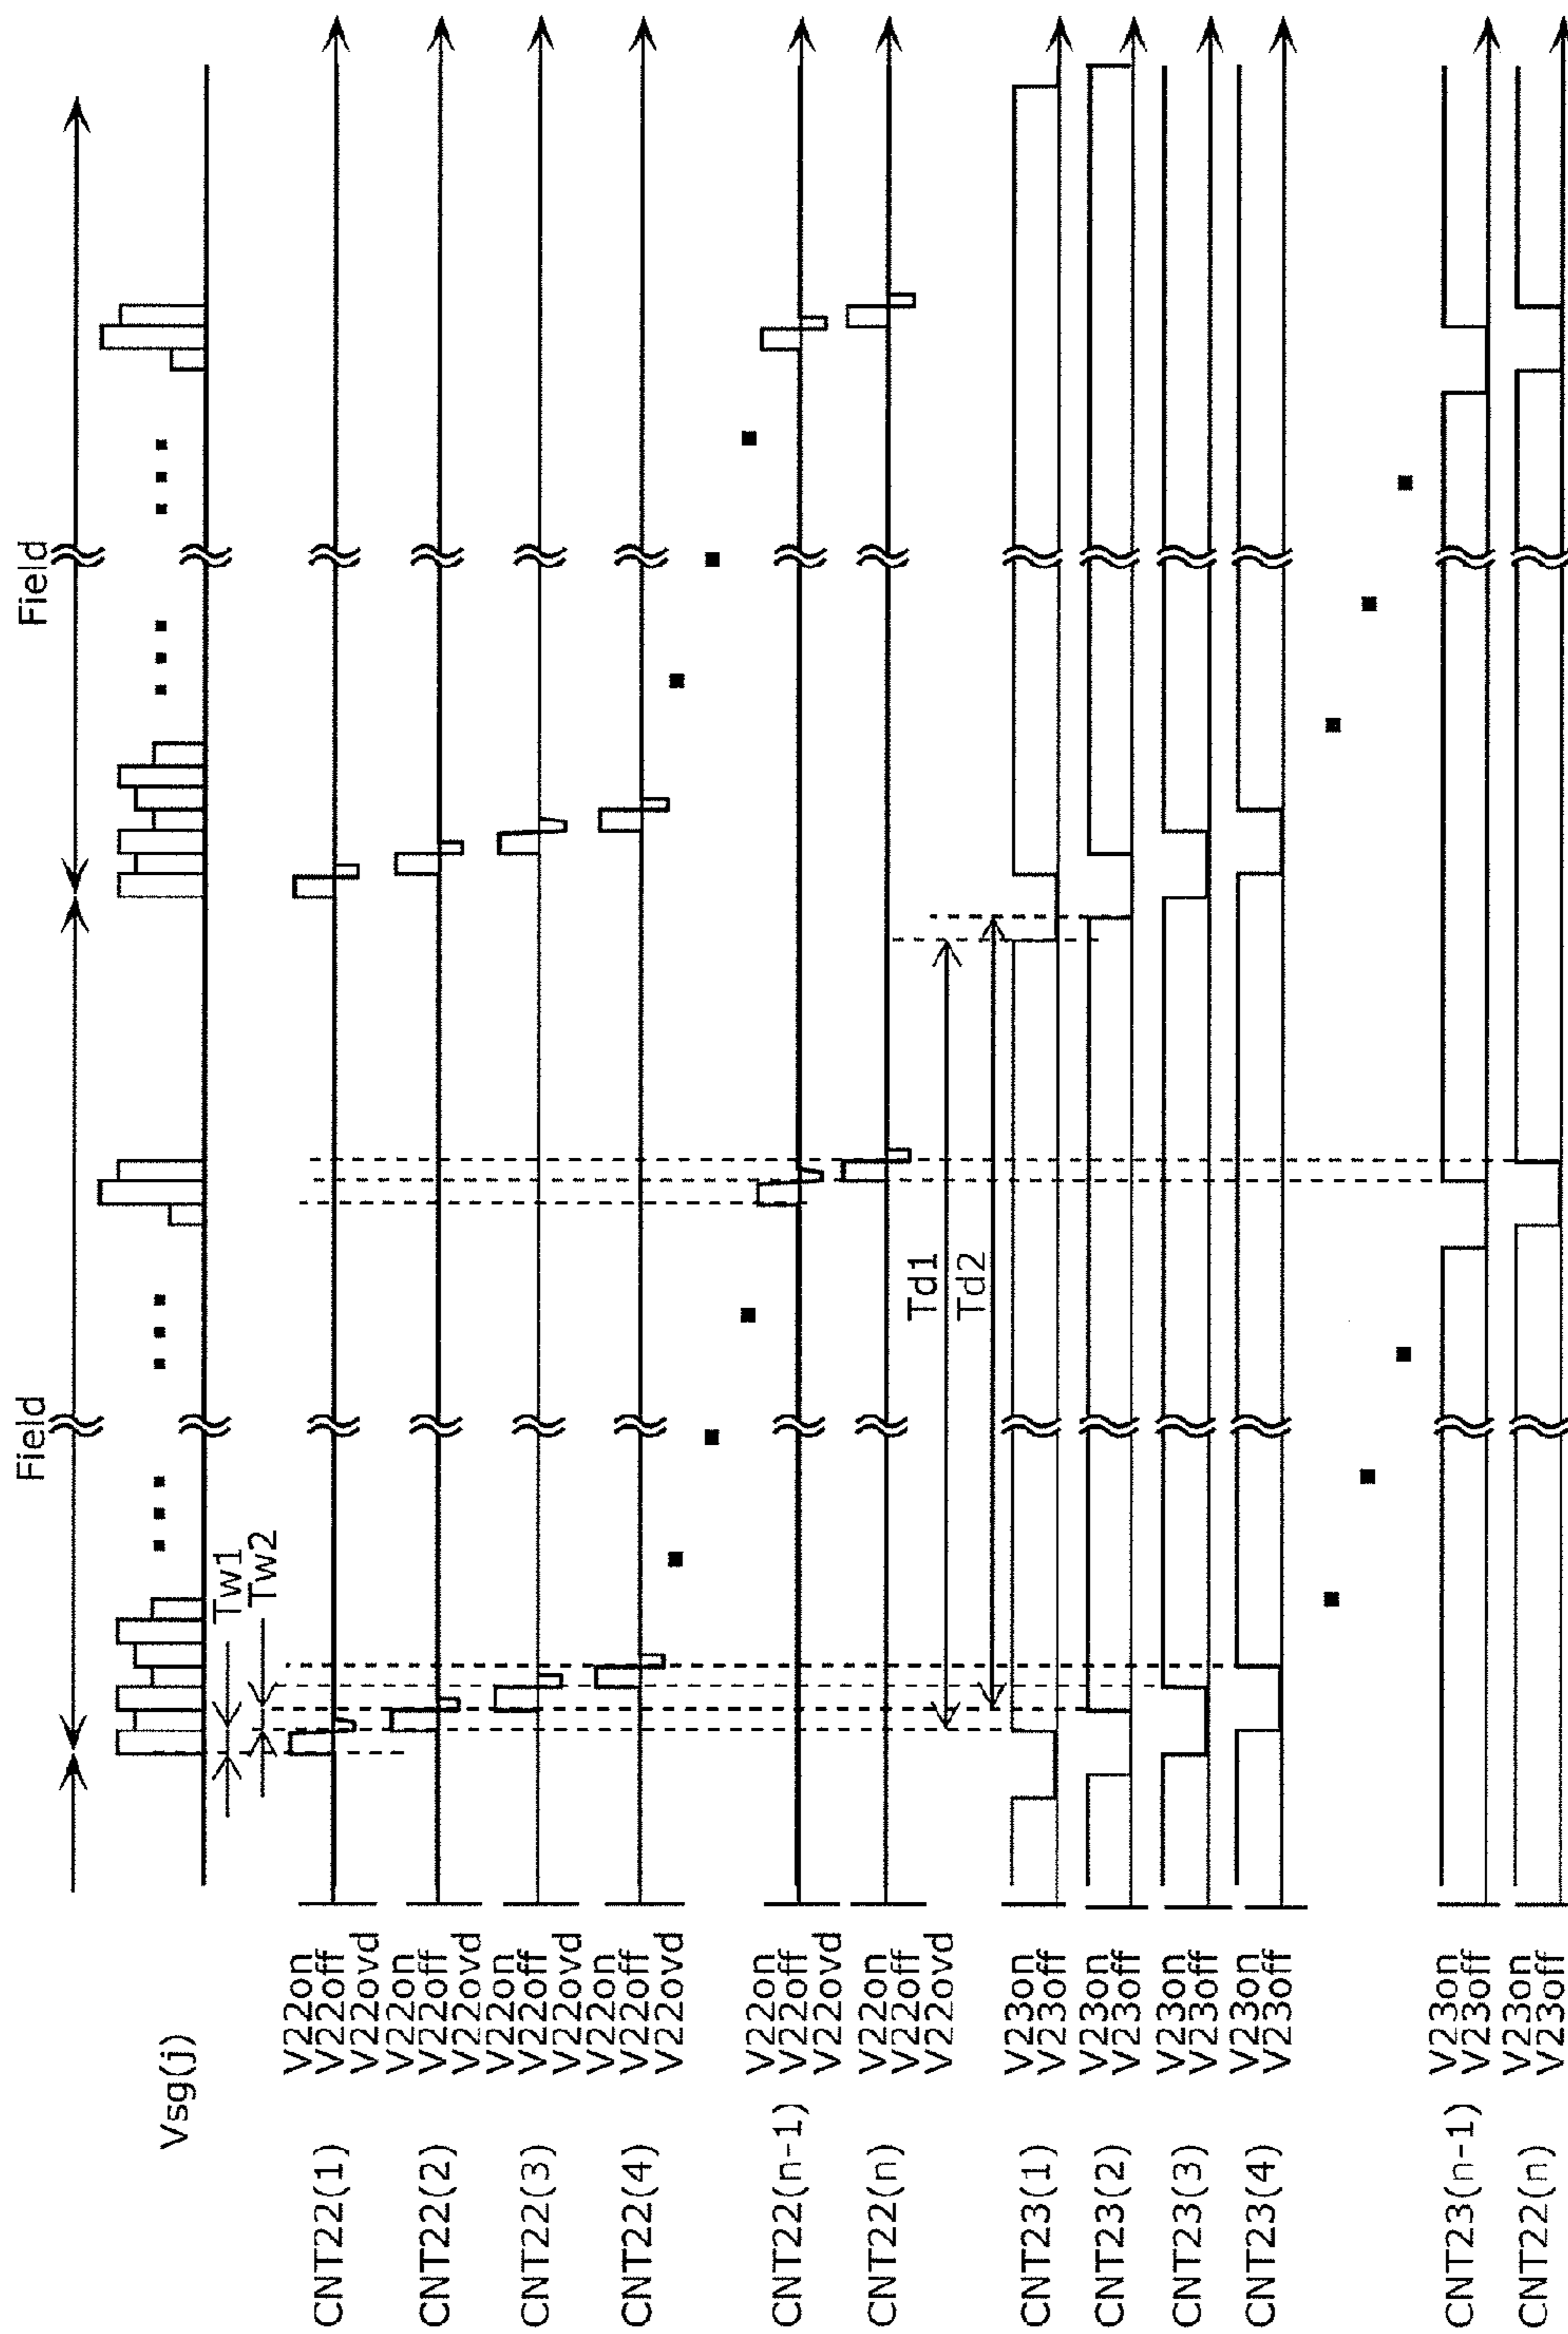 Field
Field
Vsg(j)
Tw1
Tw2
CNT22(1)
V22on
V22off
V22ovd
CNT22(2)
V22on
V22off
V22ovd
CNT22(3)
V22on
V22off
V22ovd
CNT22(4)
V22on
V22off
V22ovd
CNT22(n-1)
V22on
V22off
V22ovd
CNT22(n)
V22on
V22off
V22ovd
Td1
Td2
CNT23(1)
V23on
V23off
CNT23(2)
V23on
V23off
CNT23(3)
V23on
V23off
CNT23(4)
V23on
V23off
CNT23(n-1)
V23on
V23off
CNT22(n)
V23on
V23off